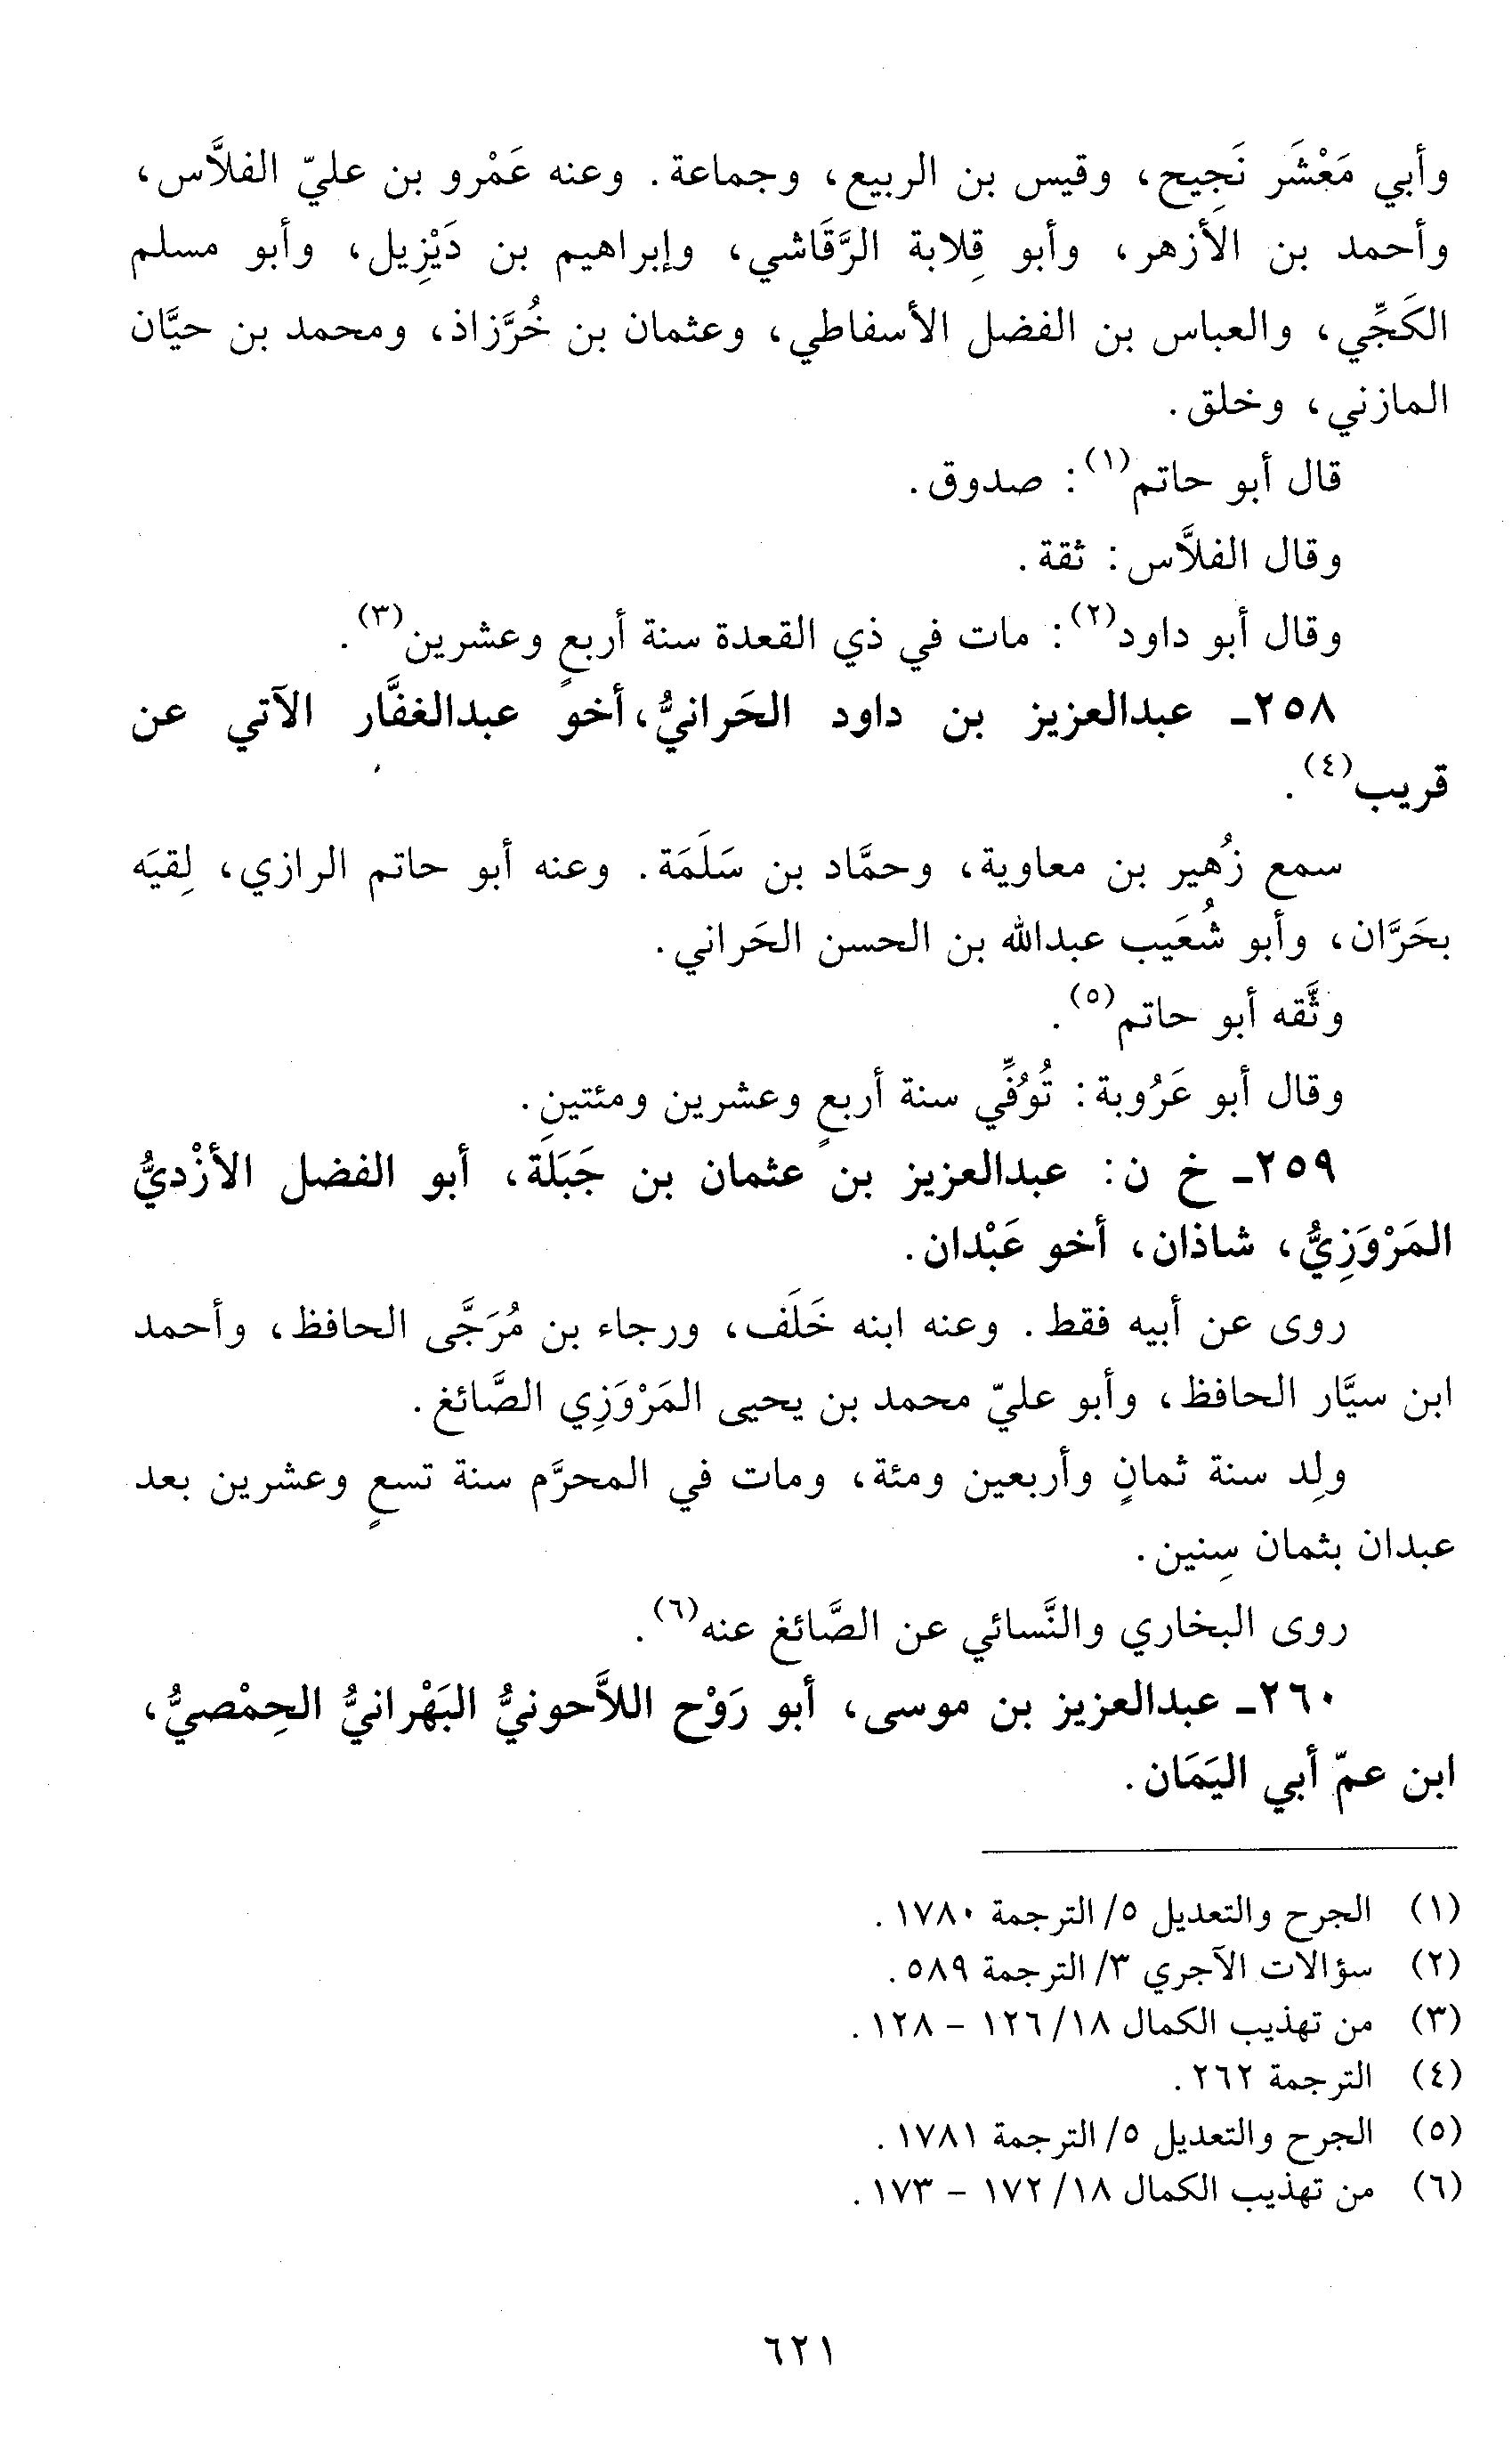 وأبي مَعْشَر نَجِيح، وقيس بن الربيع، وجماعة. وعنه عَمْرو بن عليّ الفلاَّس،
وأحمد بن الأزهر، وأبو قِلابة الرَّقَاشي، وإبراهيم بن دَيْزِيل، وأبو مسلم
الكَجِّي، والعباس بن الفضل الأسفاطي، وعثمان بن خُرَّزاذ، ومحمد بن حيَّان
المازني، وخلق.
قال أبو حاتم(١): صدوق.
وقال الفلاَّس: ثقة.
وقال أبو داود(٢): مات في ذي القعدة سنة أربعٍ وعشرين(٣).
٢٥٨ـ عبدالعزيز بن داود الحَرانيُّ، أخو عبدالغفَّار الآتي عن
قريب(٤).
سمع زُهير بن معاوية، وحمَّاد بن سَلَمَة. وعنه أبو حاتم الرازي، لِقيَه
بحَرَّان، وأبو شُعَيب عبدالله بن الحسن الحَراني.
وثَّقه أبو حاتم(٥).
وقال أبو عَرُوبة: تُوُفِّي سنة أربعٍ وعشرين ومئتين.
٢٥٩ـ خ ن: عبدالعزيز بن عثمان بن جَبَلَة، أبو الفضل الأزْديُّ
المَرْوَزِيُّ، شاذان، أخو عَبْدان.
روى عن أبيه فقط. وعنه ابنه خَلَف، ورجاء بن مُرَجَّى الحافظ، وأحمد
ابن سيَّار الحافظ، وأبو عليّ محمد بن يحيى المَرْوَزِي الصَّائغ.
ولِد سنة ثمانٍ وأربعين ومئة، ومات في المحرَّم سنة تسعٍ وعشرين بعد
عبدان بثمان سِنين.
روى البخاري والنَّسائي عن الصَّائغ عنه(٦).
٢٦٠ـ عبدالعزيز بن موسى، أبو رَوْح اللاَّحونيُّ البَهْرانيُّ الحِمْصيُّ،
ابن عمّ أبي اليَمَان.
(١) الجرح والتعديل ٥/ الترجمة ١٧٨٠.
(٢) سؤالات الآجري ٣/ الترجمة ٥٨٩.
(٣) من تهذيب الكمال ١٨/ ١٢٦ - ١٢٨.
(٤) الترجمة ٢٦٢.
(٥) الجرح والتعديل ٥/ الترجمة ١٧٨١.
(٦) من تهذيب الكمال ١٨/ ١٧٢ - ١٧٣.
٦٢١